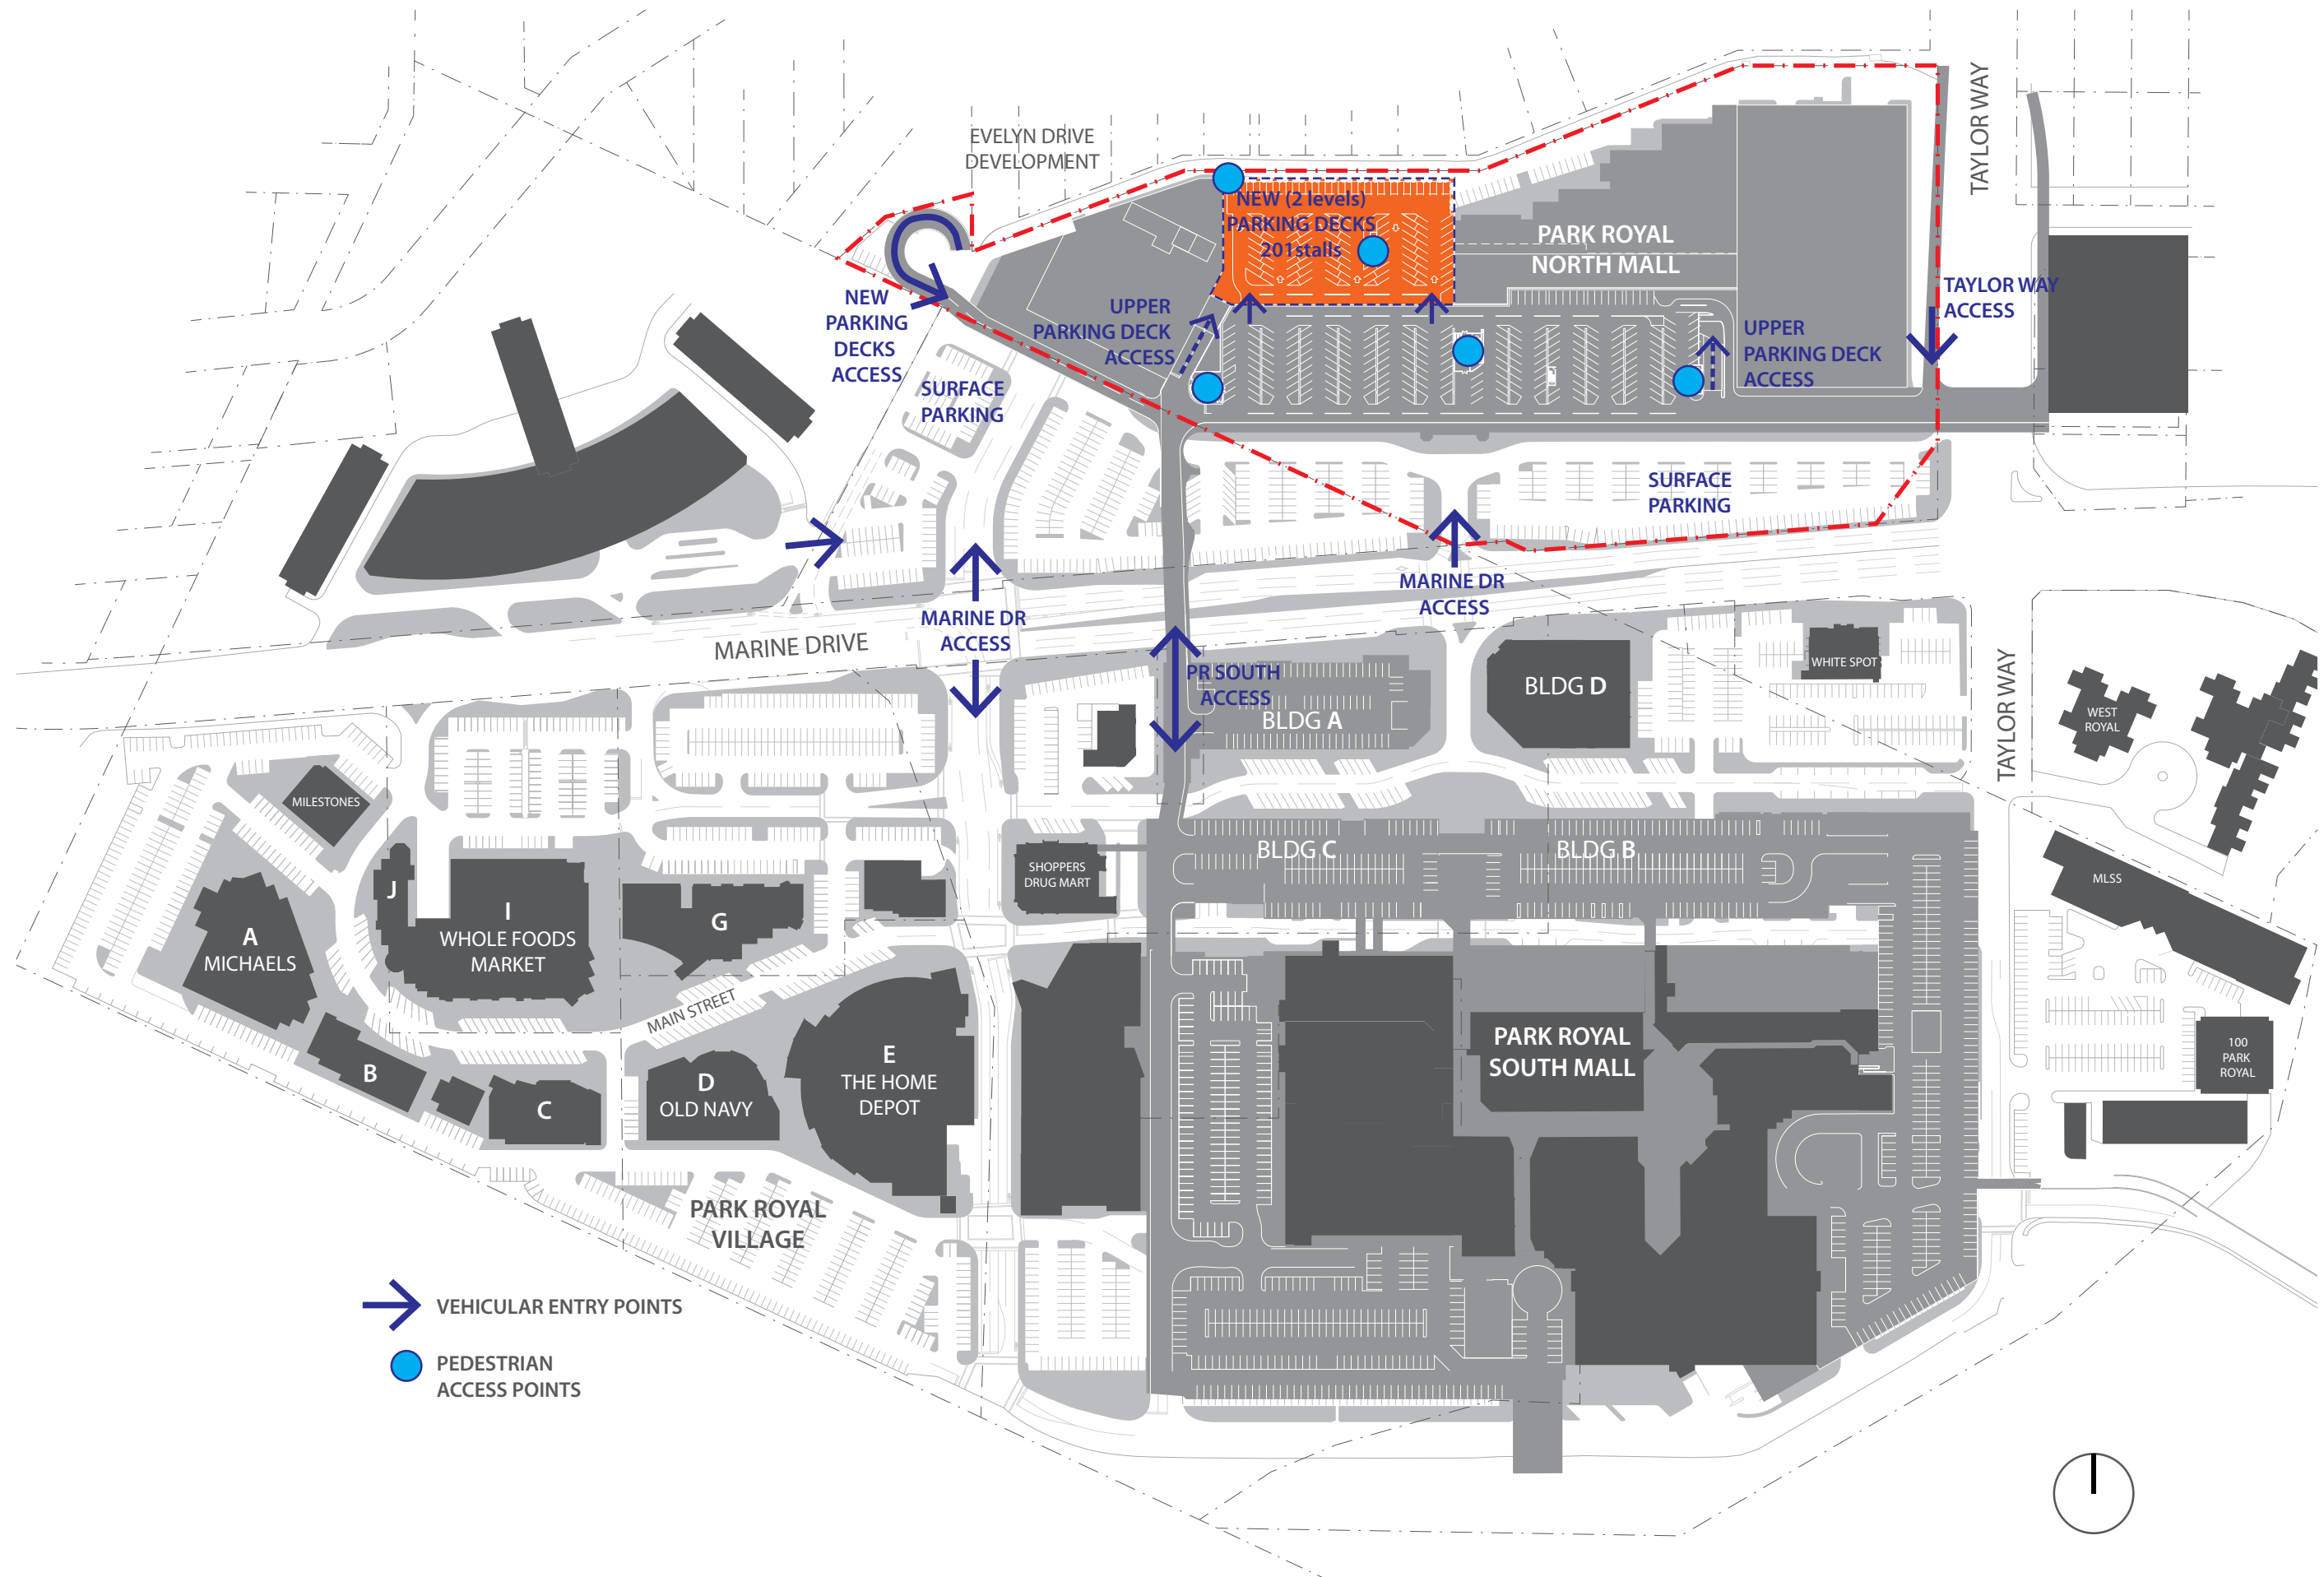 EVELYN DRIVE
DEVELOPMENT
TAYLOR WAY
NEW (2 levels)
PARKING DECKS
201stalls
PARK ROYAL
NORTH MALL
NEW
PARKING
DECKS
ACCESS
UPPER
PARKING DECK
ACCESS
UPPER
PARKING DECK
ACCESS
TAYLOR WAY
ACCESS
SURFACE
PARKING
SURFACE
PARKING
MARINE DR
ACCESS
MARINE DR
ACCESS
MARINE DRIVE
PR SOUTH
ACCESS
BLDG A
BLDG D
WHITE SPOT
TAYLOR WAY
WEST
ROYAL
MILESTONES
J
I
WHOLE FOODS
MARKET
G
A
MICHAELS
SHOPPERS
DRUG MART
BLDG C
BLDG B
MLSS
MAIN STREET
B
C
D
OLD NAVY
E
THE HOME
DEPOT
PARK ROYAL
SOUTH MALL
100
PARK
ROYAL
PARK ROYAL
VILLAGE
VEHICULAR ENTRY POINTS
PEDESTRIAN
ACCESS POINTS